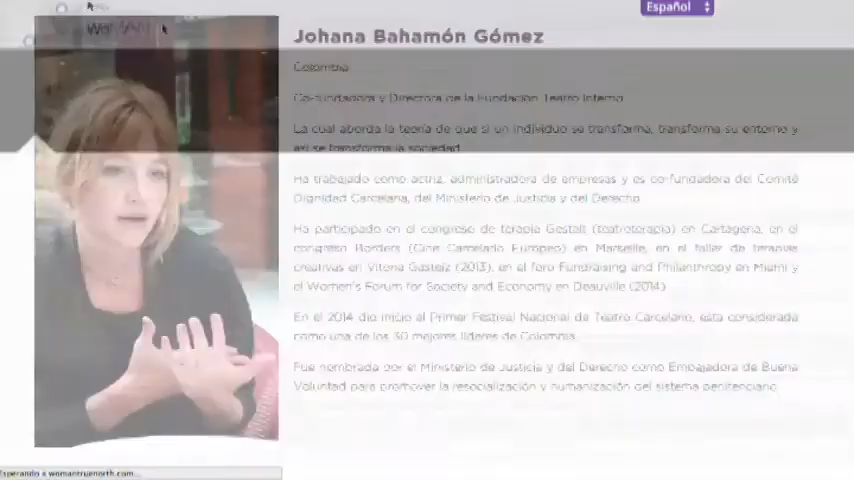 Español
Johana Bahamón Gómez
Colombia
Co-fundadora y Directora de la Fundación Teatro Interno
La cual aborda la teoría de que si un individuo se transforma, transforma su entorno y
así se transforma la sociedad.
Ha trabajado como actriz, administradora de empresas y es co-fundadora del Comité
Dignidad Carcelaria, del Ministerio de Justicia y del Derecho.
Ha participado en el congreso de terapia Gestalt (teatroterapia) en Cartagena, en el
congreso Borders (Cine Carcelario Europeo) en Marselle, en el taller de terapias
creativas en Vitoria Gasteiz (2013), en el foro Fundraising and Philanthropy en Miami y
el Women's Forum for Society and Economy en Deauville (2014)
En el 2014 dio inicio al Primer Festival Nacional de Teatro Carcelario, esta considerada
como una de los 30 mejores líderes de Colombia.
Fue nombrada por el Ministerio de Justicia y del Derecho como Embajadora de Buena
Voluntad para promover la resocialización y humanización del sistema penitenciario.
Esperando a womantruenorth.com...